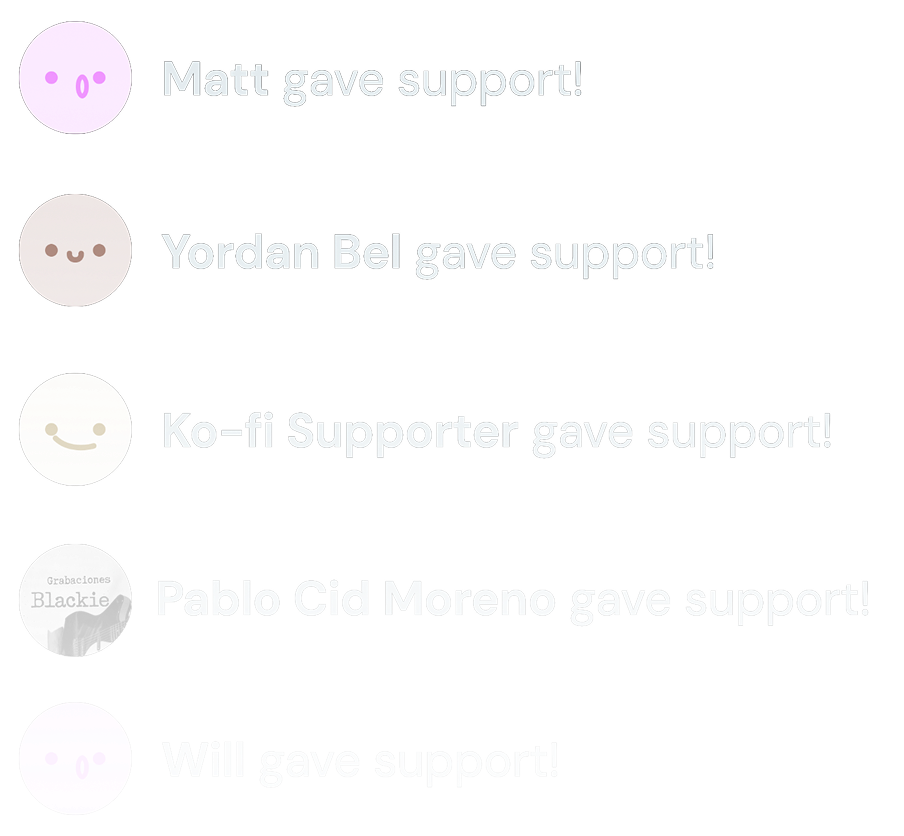 Matt gave support!
Yordan Bel gave support!
Ko-fi Supporter gave support!
Grabaciones
Blackie
Pablo Cid Moreno gave support!
Will gave support!